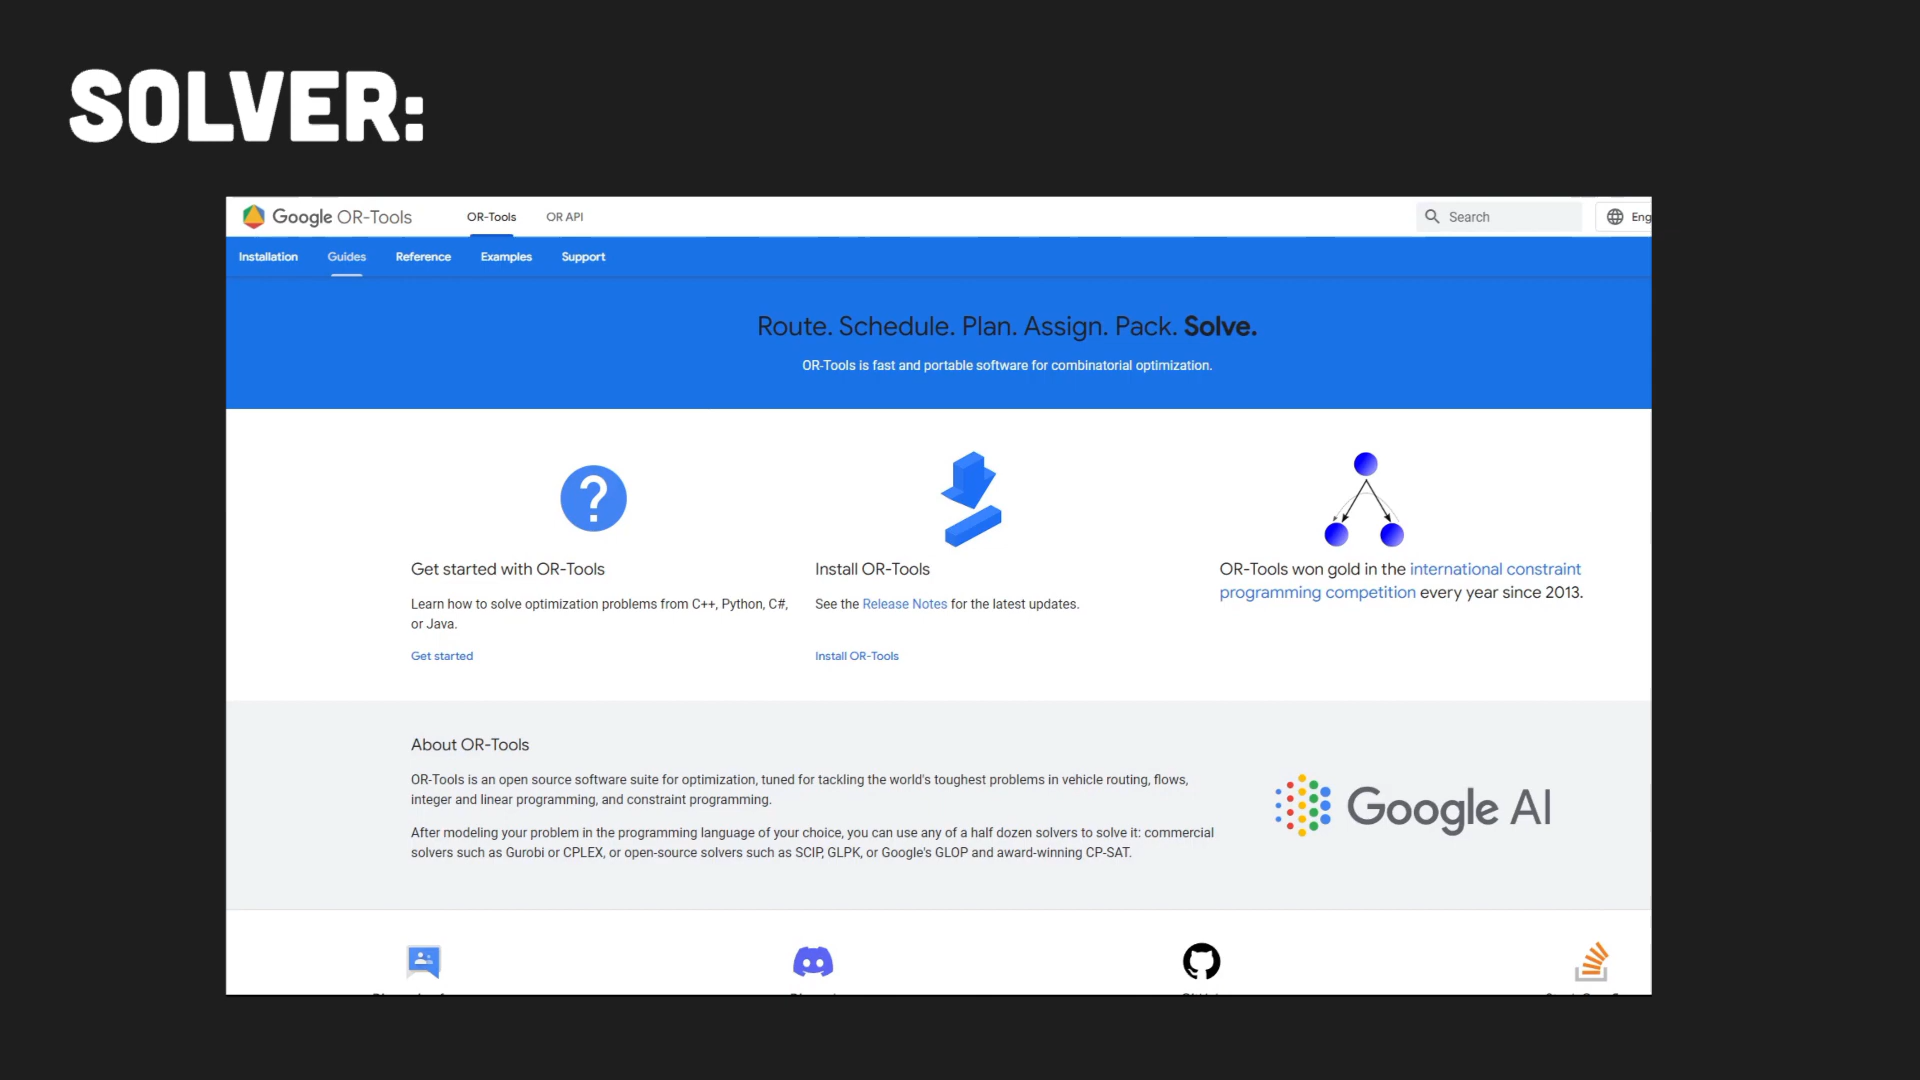 SOLVER:
Google OR-Tools
OR-Tools
OR API
Search
Eng
Installation
Guides
Reference
Examples
Support
Route. Schedule. Plan. Assign. Pack. Solve.
OR-Tools is fast and portable software for combinatorial optimization.
?
Get started with OR-Tools
Learn how to solve optimization problems from C++, Python, C#,
or Java.
Get started
Install OR-Tools
See the Release Notes for the latest updates.
Install OR-Tools
OR-Tools won gold in the international constraint
programming competition every year since 2013.
About OR-Tools
OR-Tools is an open source software suite for optimization, tuned for tackling the world's toughest problems in vehicle routing, flows,
integer and linear programming, and constraint programming.
After modeling your problem in the programming language of your choice, you can use any of a half dozen solvers to solve it: commercial
solvers such as Gurobi or CPLEX, or open-source solvers such as SCIP, GLPK, or Google's GLOP and award-winning CP-SAT.
Google AI